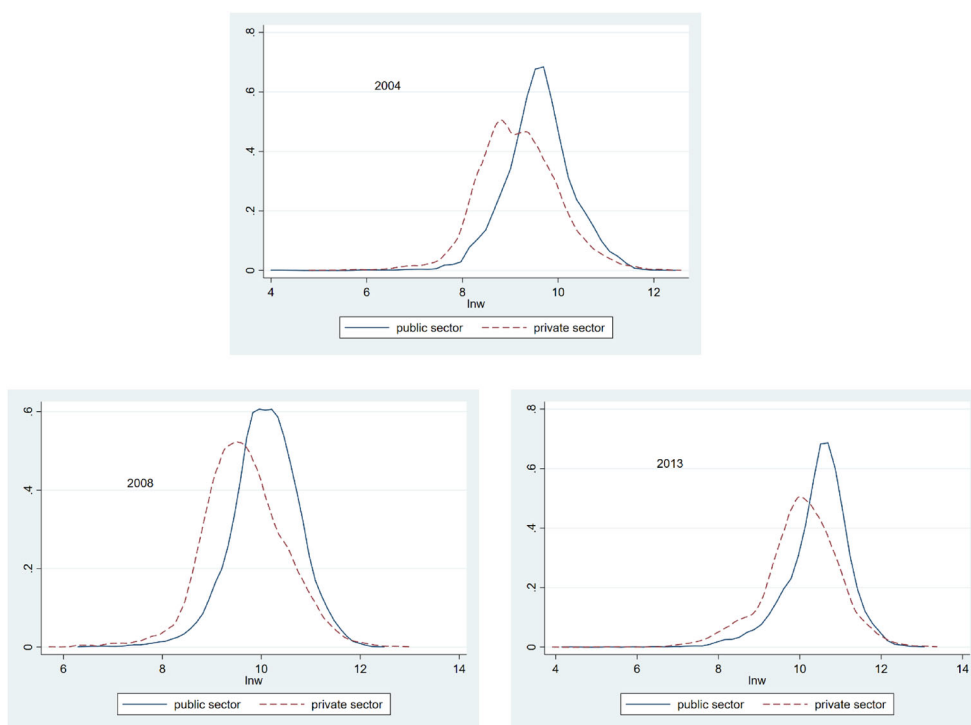 .8
.6
.4
.2
0
2004
4 6 8 10 12
lnw
public sector private sector
.6
.4
.2
0
2008
6 8 10 12 14
lnw
public sector private sector
.8
.6
.4
.2
0
2013
4 6 8 10 12 14
lnw
public sector private sector